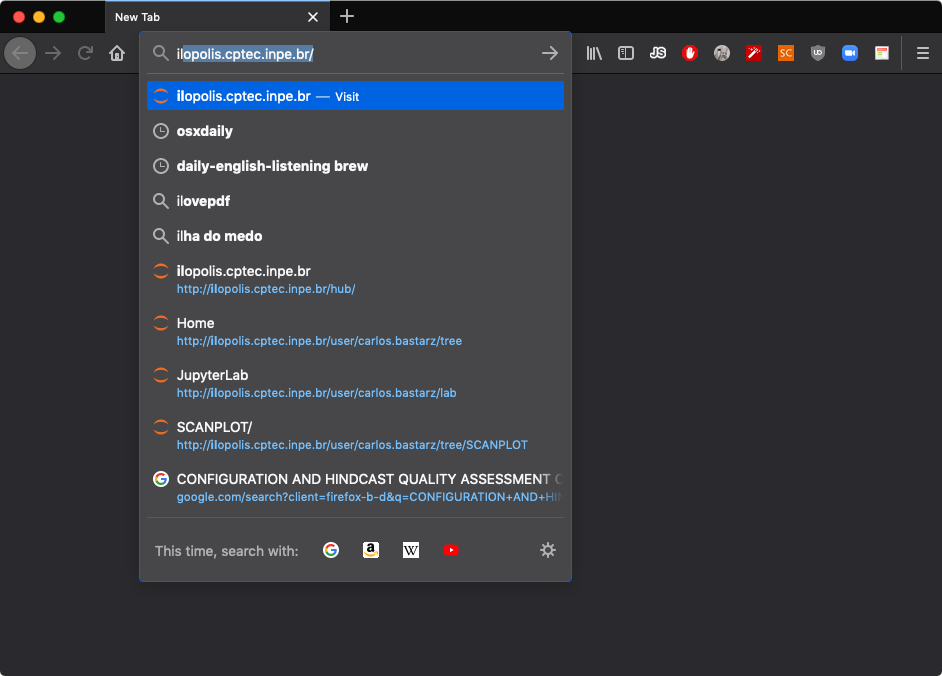 New Tab
ilopolis.cptec.inpe.br/
JS
SC
ilopolis.cptec.inpe.br — Visit
osxdaily
daily-english-listening brew
ilovepdf
ilha do medo
ilopolis.cptec.inpe.br
http://ilopolis.cptec.inpe.br/hub/
Home
http://ilopolis.cptec.inpe.br/user/carlos.bastarz/tree
JupyterLab
http://ilopolis.cptec.inpe.br/user/carlos.bastarz/lab
SCANPLOT/
http://ilopolis.cptec.inpe.br/user/carlos.bastarz/tree/SCANPLOT
CONFIGURATION AND HINDCAST QUALITY ASSESSMENT
google.com/search?client=firefox-b-d&q=CONFIGURATION+AND+HIN
This time, search with: